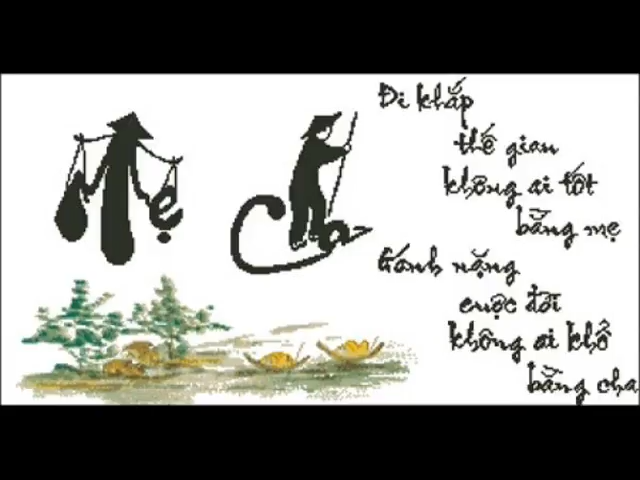 Mẹ
Cha
Đi khắp
thế gian
không ai tốt
bằng mẹ
Gánh nặng
cuộc đời
không ai khổ
bằng cha